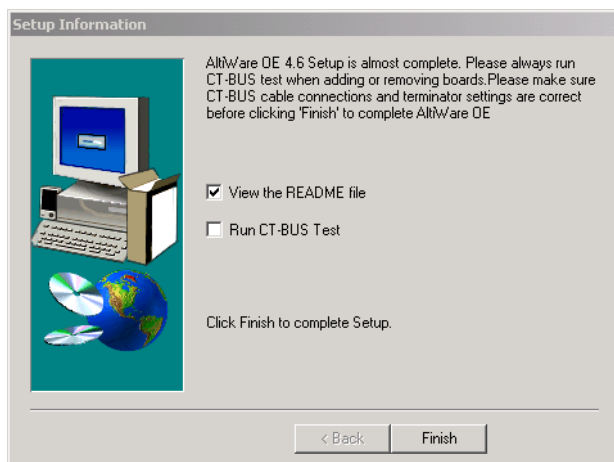 Setup Information
AltiWare OE 4.6 Setup is almost complete. Please always run
CT-BUS test when adding or removing boards.Please make sure
CT-BUS cable connections and terminator settings are correct
before clicking 'Finish' to complete AltiWare OE
View the README file
Run CT-BUS Test
Click Finish to complete Setup.
< Back
Finish